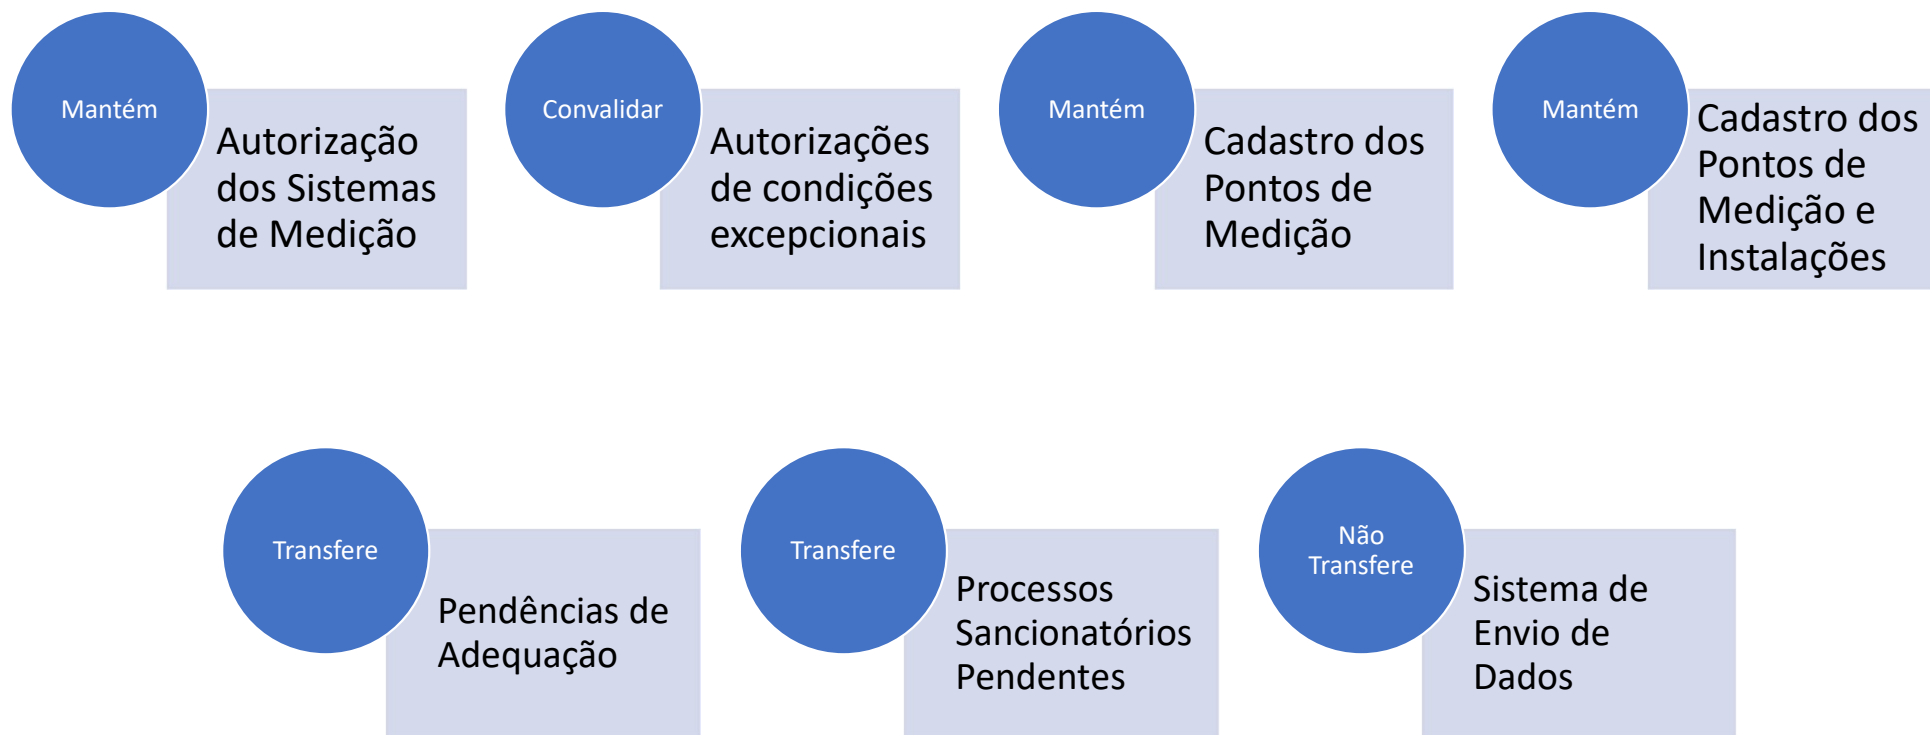 Mantém
Autorização
dos Sistemas
de Medição
Convalidar
Autorizações
de condições
excepcionais
Mantém
Cadastro dos
Pontos de
Medição
Mantém
Cadastro dos
Pontos de
Medição e
Instalações
Transfere
Pendências de
Adequação
Transfere
Processos
Sancionatórios
Pendentes
Não
Transfere
Sistema de
Envio de
Dados